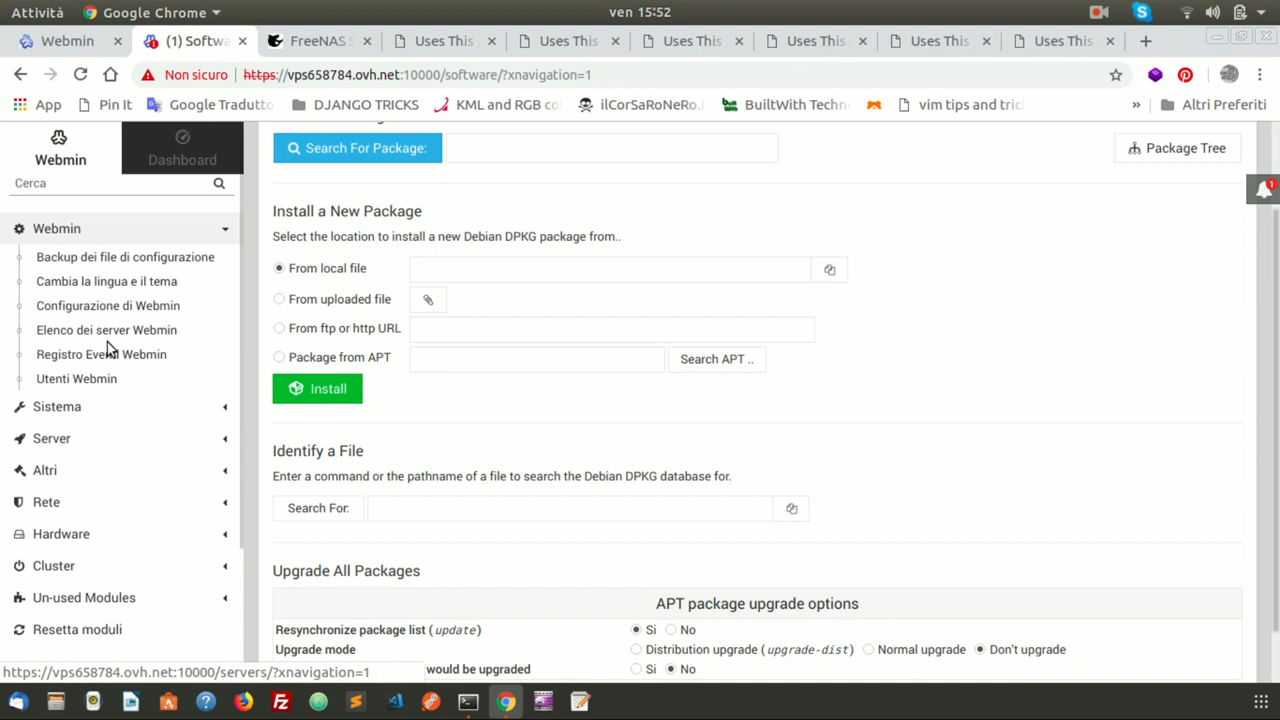 Attività
Google Chrome
ven 15:52
Webmin
(1) Softwa
FreeNAS S
Uses This
Uses This
Uses This
Uses This
Uses This
Uses This
Non sicuro
https://vps658784.ovh.net:10000/software/?xnavigation=1
App
Pin It
Google Tradutto
DJANGO TRICKS
KML and RGB co
ilCorSaRoNeRo.i
BuiltWith Techn
vim tips and tric
»
Altri Preferiti
Webmin
Dashboard
Cerca
Webmin
Backup dei file di configurazione
Cambia la lingua e il tema
Configurazione di Webmin
Elenco dei server Webmin
Registro Eventi Webmin
Utenti Webmin
Sistema
Server
Altri
Rete
Hardware
Cluster
Un-used Modules
Resetta moduli
https://vps658784.ovh.net:10000/servers/?xnavigation=1
Search For Package:
Package Tree
1
Install a New Package
Select the location to install a new Debian DPKG package from..
From local file
From uploaded file
From ftp or http URL
Package from APT
Search APT ..
Install
Identify a File
Enter a command or the pathname of a file to search the Debian DPKG database for.
Search For:
Upgrade All Packages
APT package upgrade options
Resynchronize package list (update)
Si No
Upgrade mode
Distribution upgrade (upgrade-dist) Normal upgrade Don't upgrade
would be upgraded
Si No